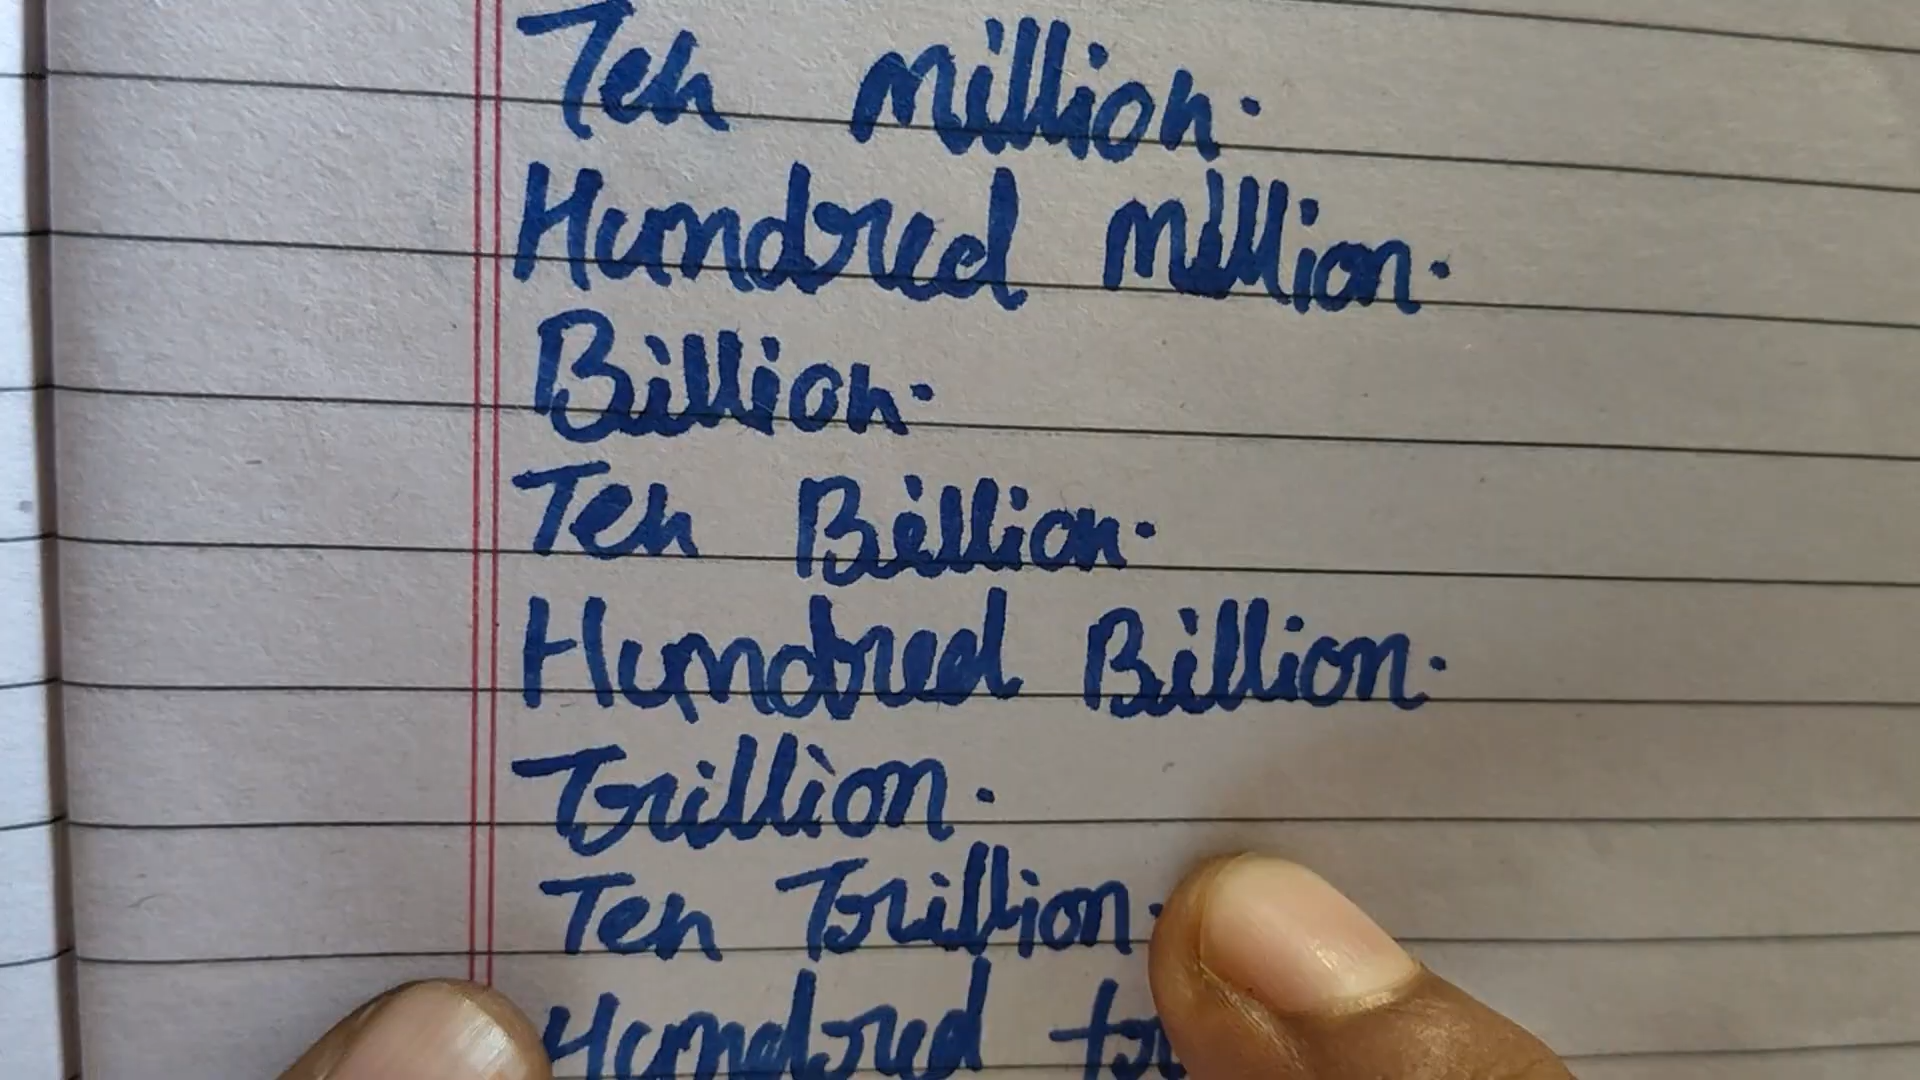 Ten million.
Hundred million.
Billion.
Ten Billion.
Hundred Billion.
Trillion.
Ten Trillion.
Hundred